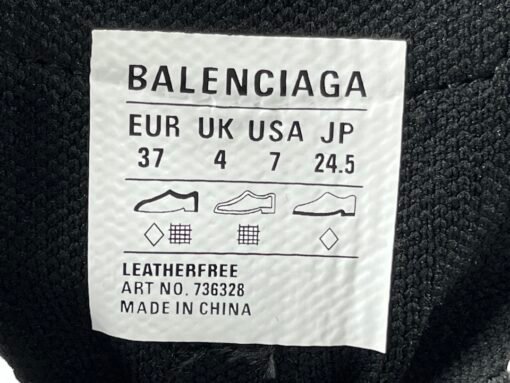 BALENCIAGA
EUR UK USA JP
37 4 7 24.5
LEATHERFREE
ART NO. 736328
MADE IN CHINA